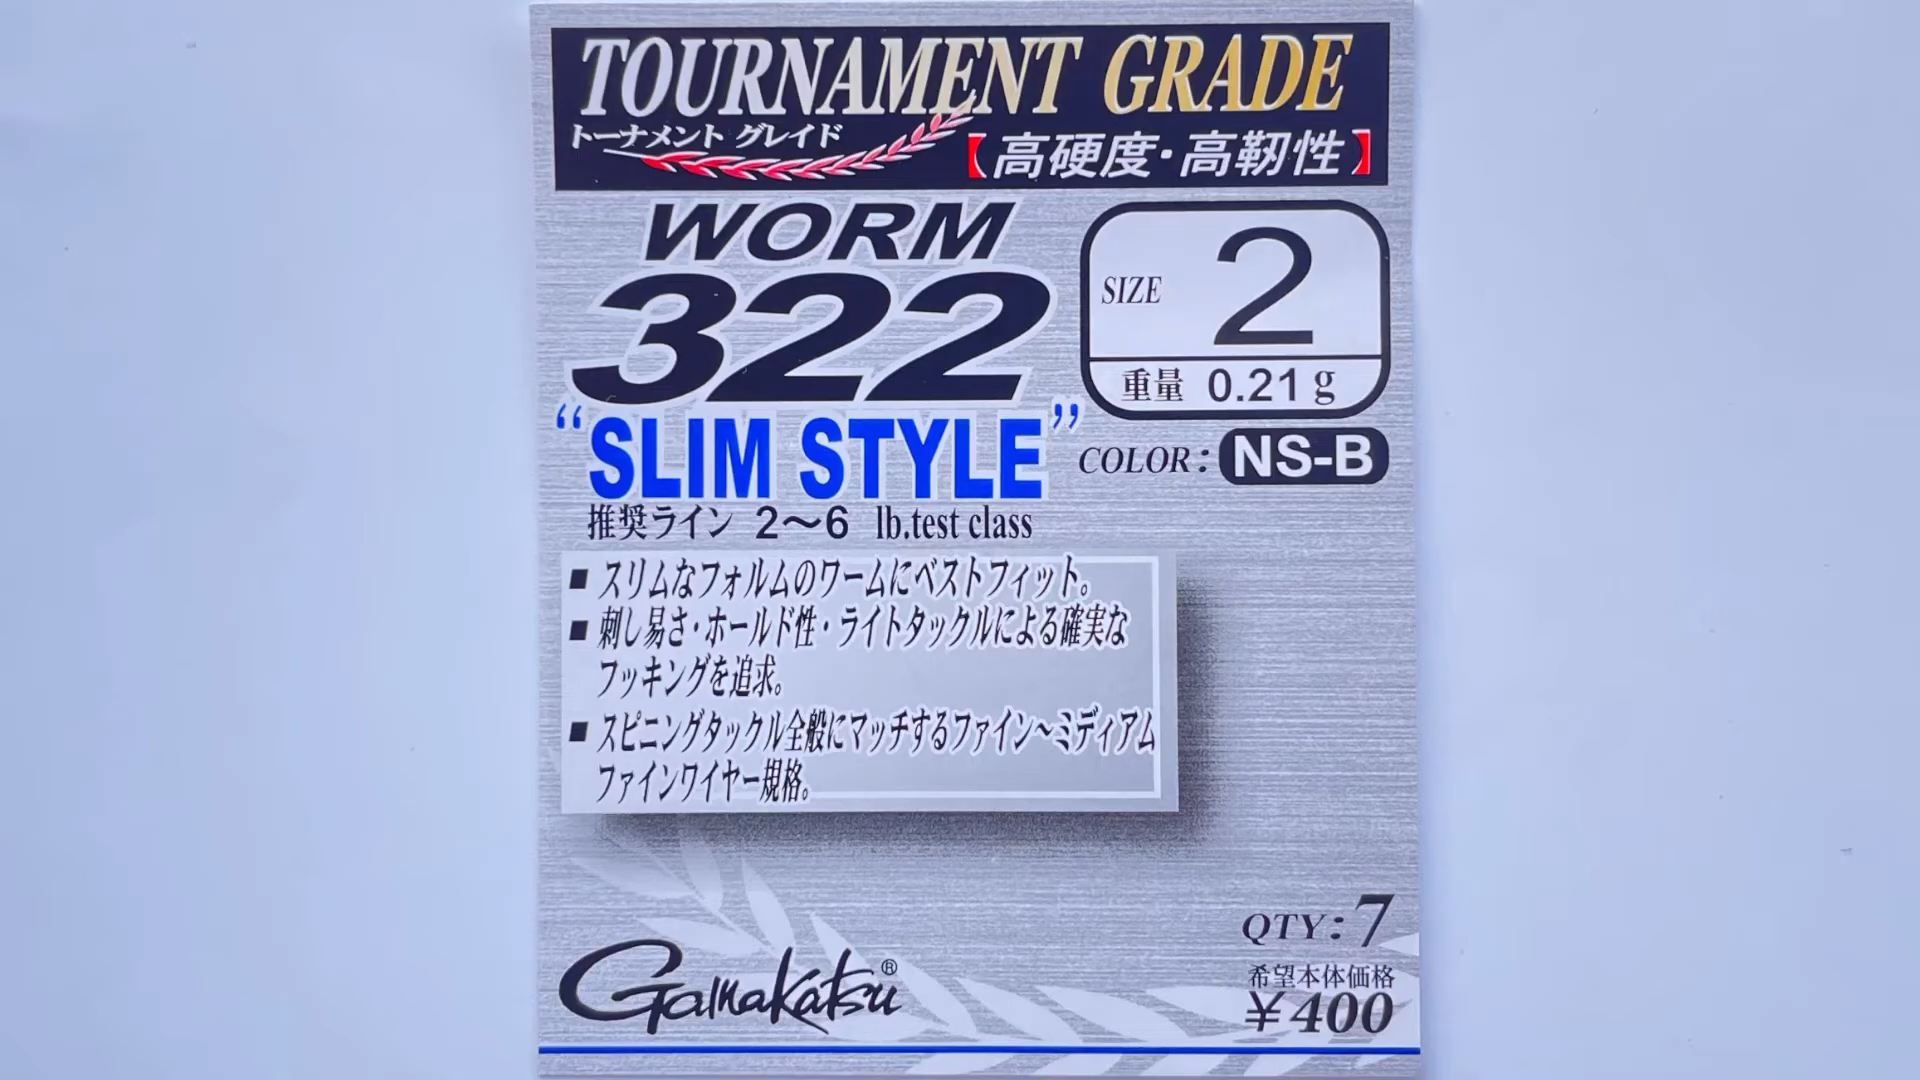 TOURNAMENT GRADE
トーナメント グレイド
【高硬度・高靭性】
WORM
322
“SLIM STYLE”
SIZE 2
重量 0.21g
COLOR: NS-B
推奨ライン 2〜6 lb.test class
■ スリムなフォルムのワームにベストフィット。
■ 刺し易さ・ホールド性・ライトタックルによる確実な
フッキングを追求。
■ スピニングタックル全般にマッチするファイン〜ミディアム
ファインワイヤー規格。
QTY: 7
希望本体価格
¥400
Gamakatsu®